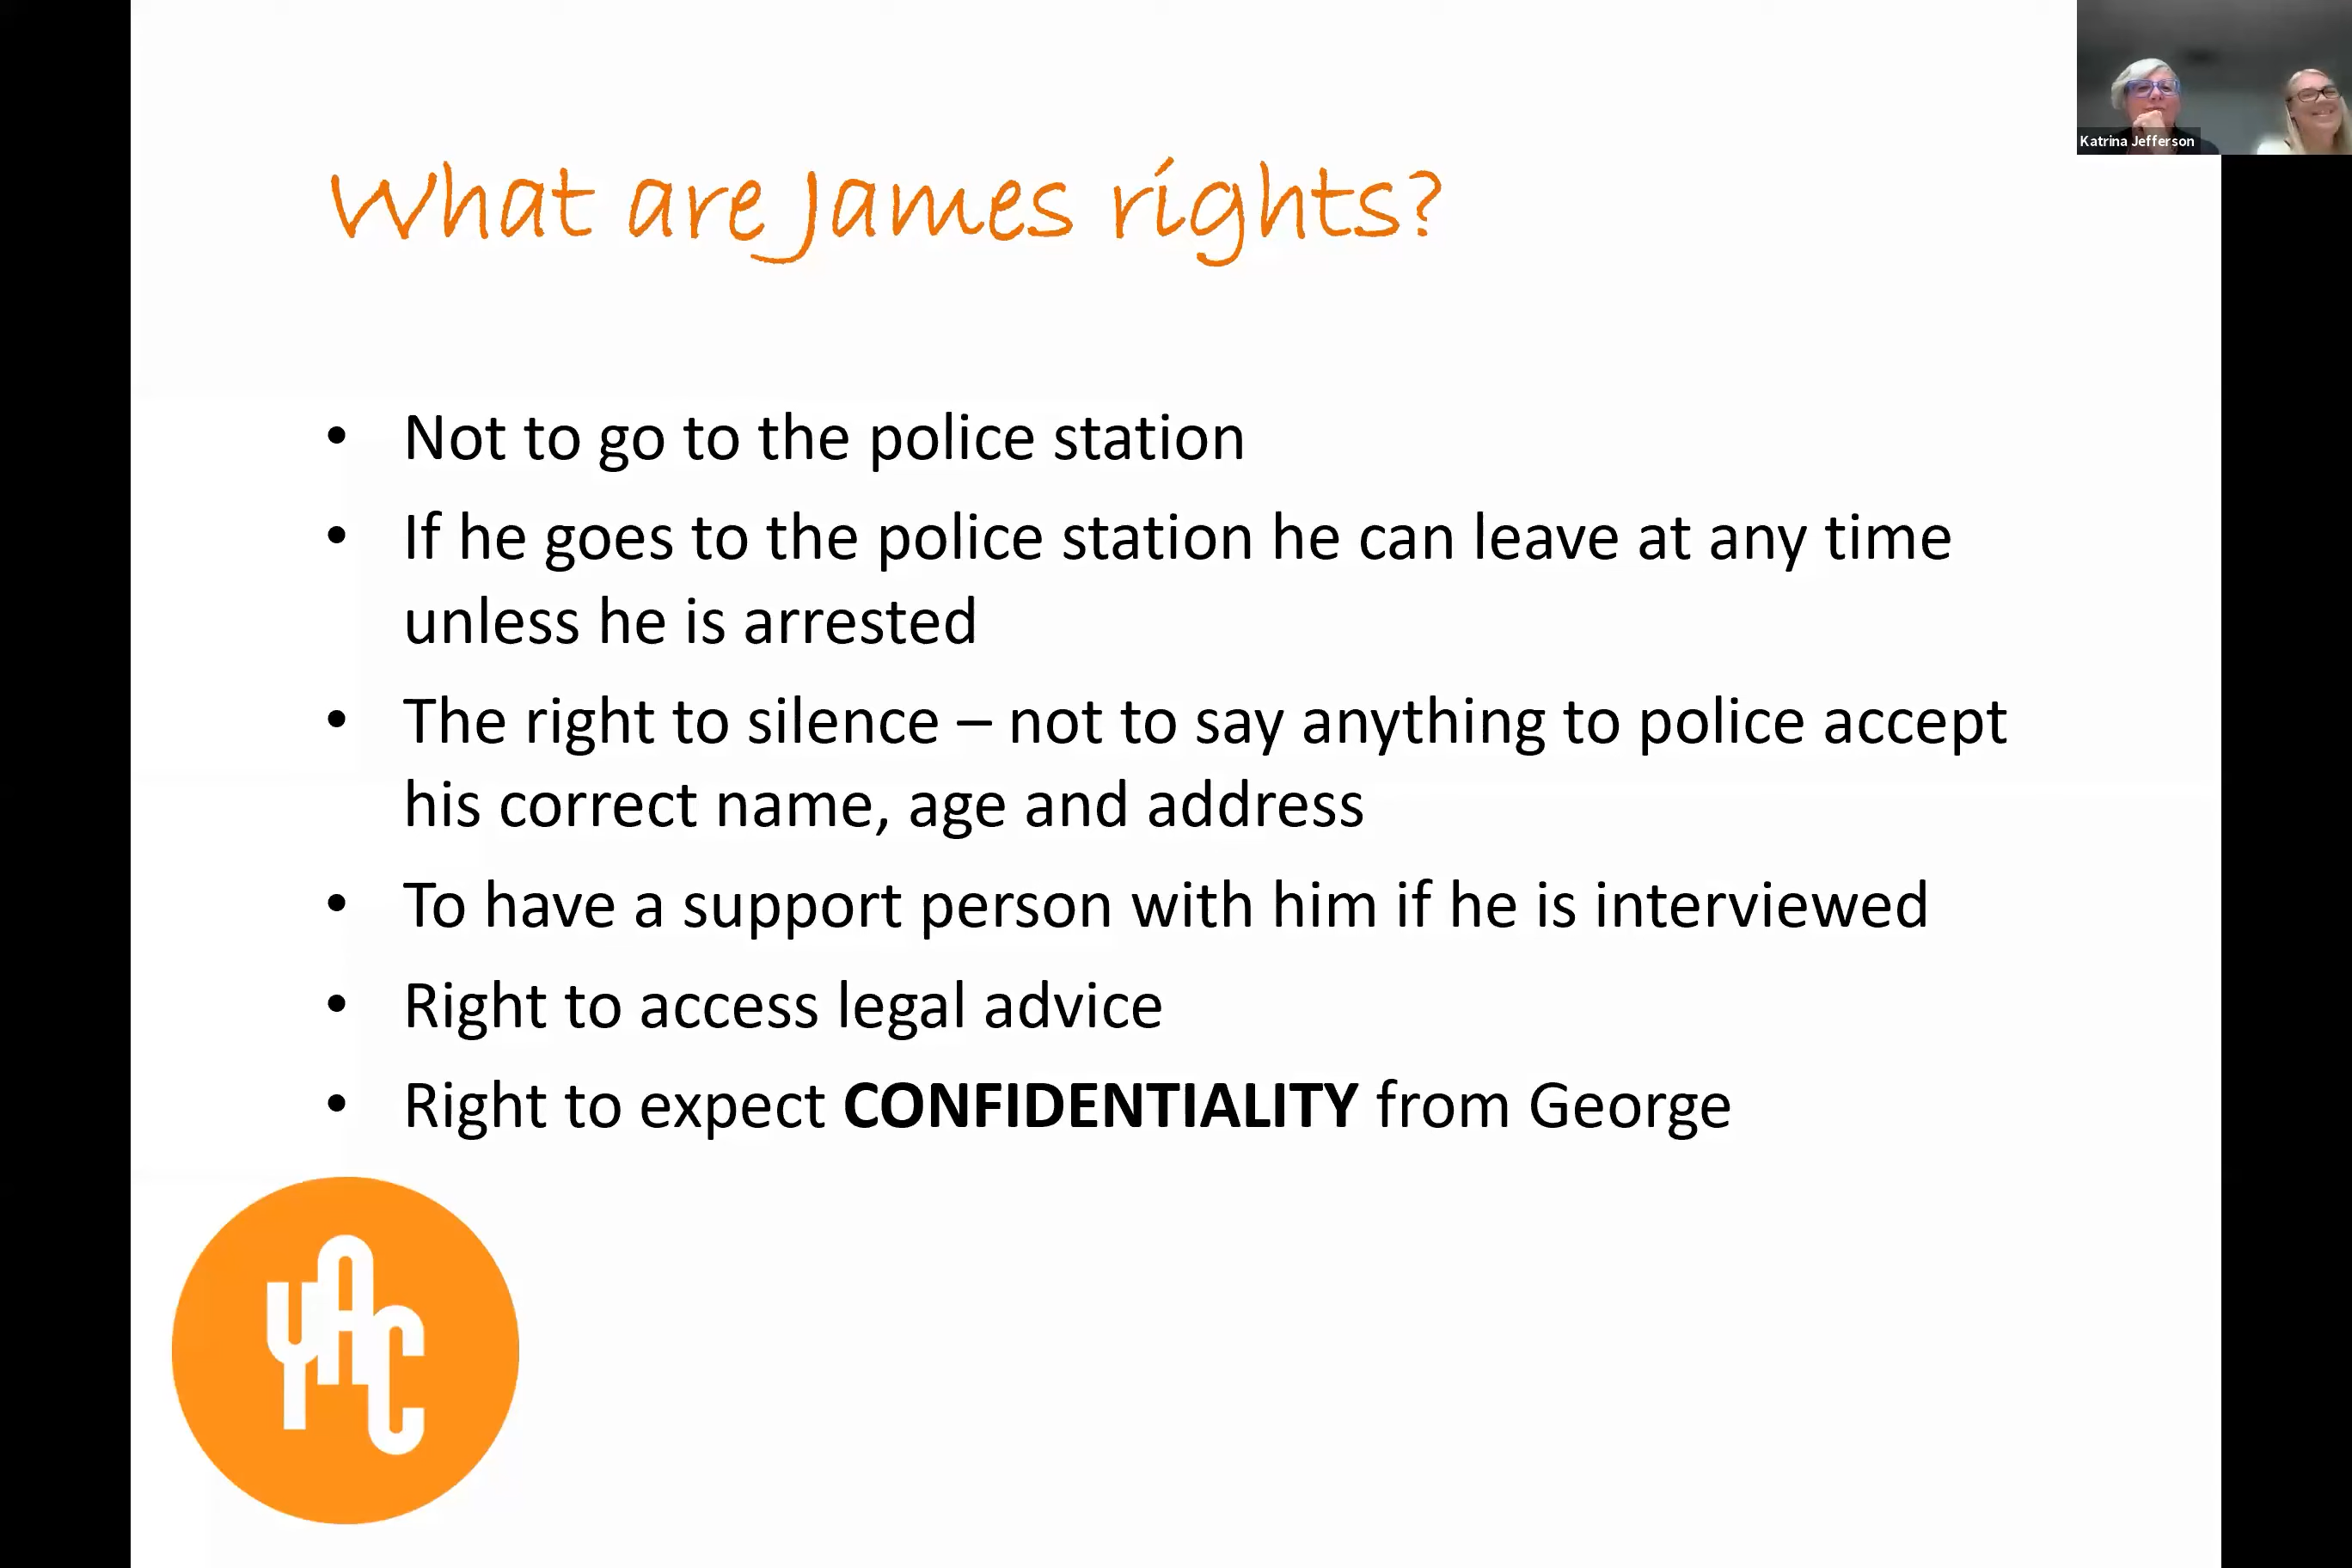 Katrina Jefferson
What are James rights?
• Not to go to the police station
• If he goes to the police station he can leave at any time
unless he is arrested
• The right to silence – not to say anything to police accept
his correct name, age and address
• To have a support person with him if he is interviewed
• Right to access legal advice
• Right to expect CONFIDENTIALITY from George
YAC